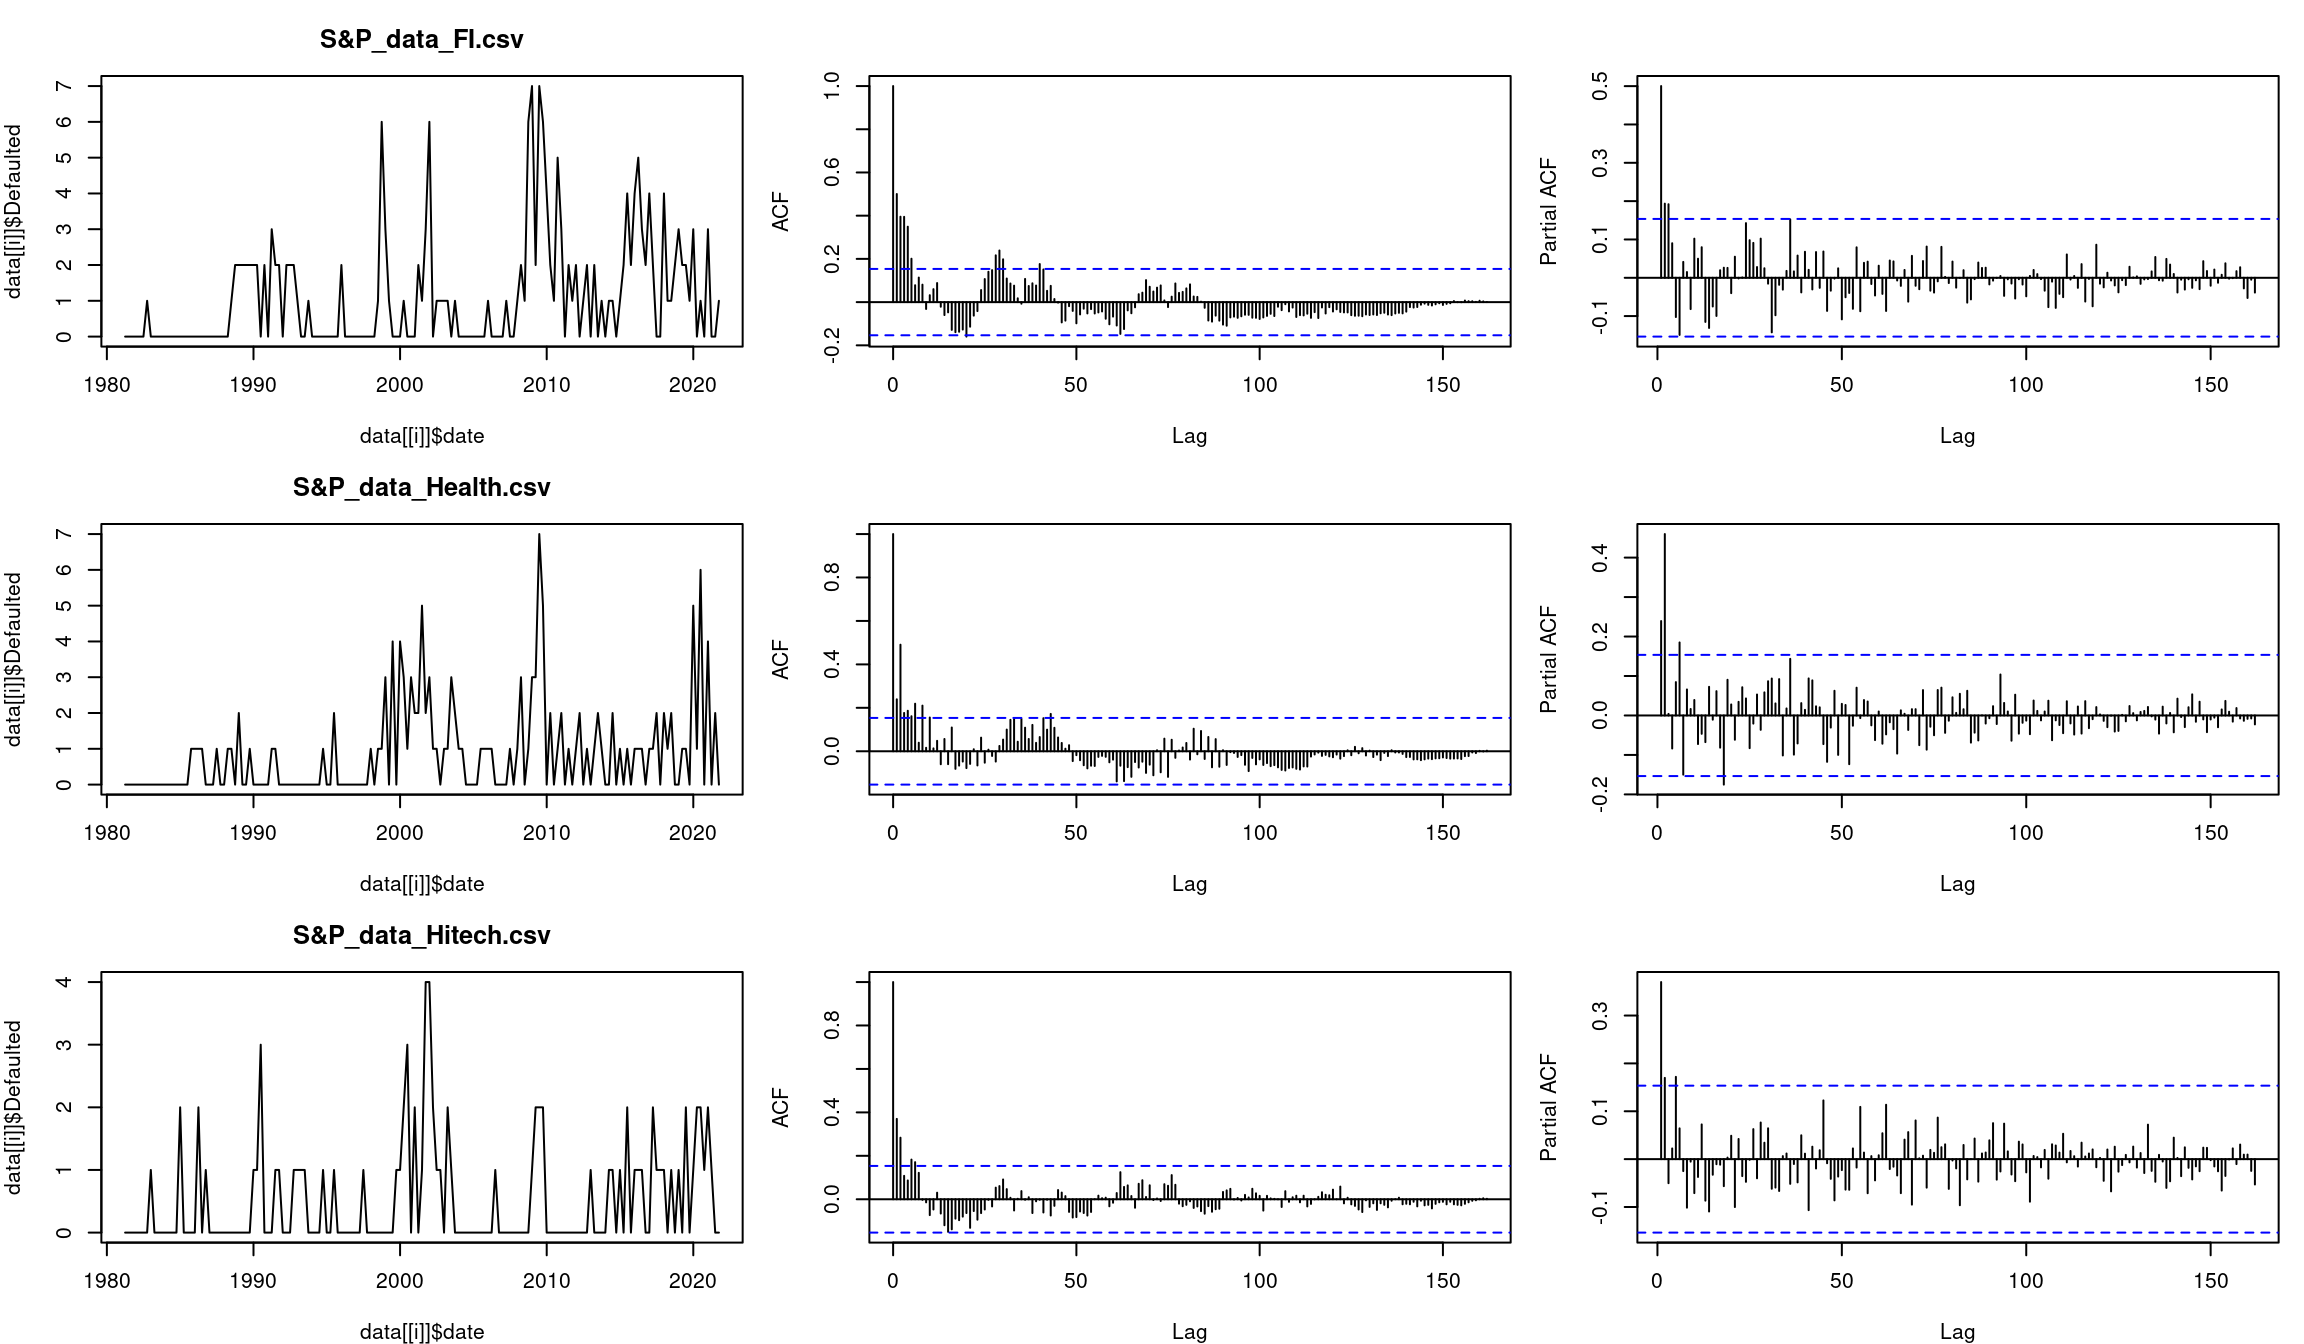 S&P_data_FI.csv
data[[i]]$Defaulted
0 1 2 3 4 5 6 7
1980 1990 2000 2010 2020
data[[i]]$date
ACF
-0.2 0.2 0.6 1.0
0 50 100 150
Lag
Partial ACF
-0.1 0.1 0.3 0.5
0 50 100 150
Lag
S&P_data_Health.csv
data[[i]]$Defaulted
0 1 2 3 4 5 6 7
1980 1990 2000 2010 2020
data[[i]]$date
ACF
0.0 0.4 0.8
0 50 100 150
Lag
Partial ACF
-0.2 0.0 0.2 0.4
0 50 100 150
Lag
S&P_data_Hitech.csv
data[[i]]$Defaulted
0 1 2 3 4
1980 1990 2000 2010 2020
data[[i]]$date
ACF
0.0 0.4 0.8
0 50 100 150
Lag
Partial ACF
-0.1 0.1 0.3
0 50 100 150
Lag